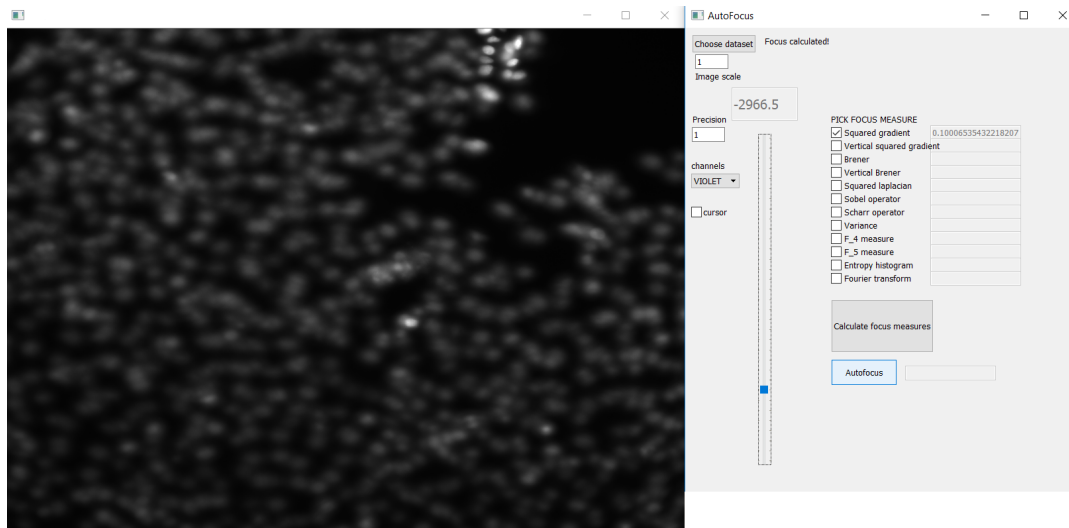 AutoFocus
Choose dataset
Focus calculated!
1
Image scale
-2966.5
Precision
1
channels
VIOLET
cursor
PICK FOCUS MEASURE
Squared gradient 0.10006535432218207
Vertical squared gradient
Brener
Vertical Brener
Squared laplacian
Sobel operator
Scharr operator
Variance
F_4 measure
F_5 measure
Entropy histogram
Fourier transform
Calculate focus measures
Autofocus